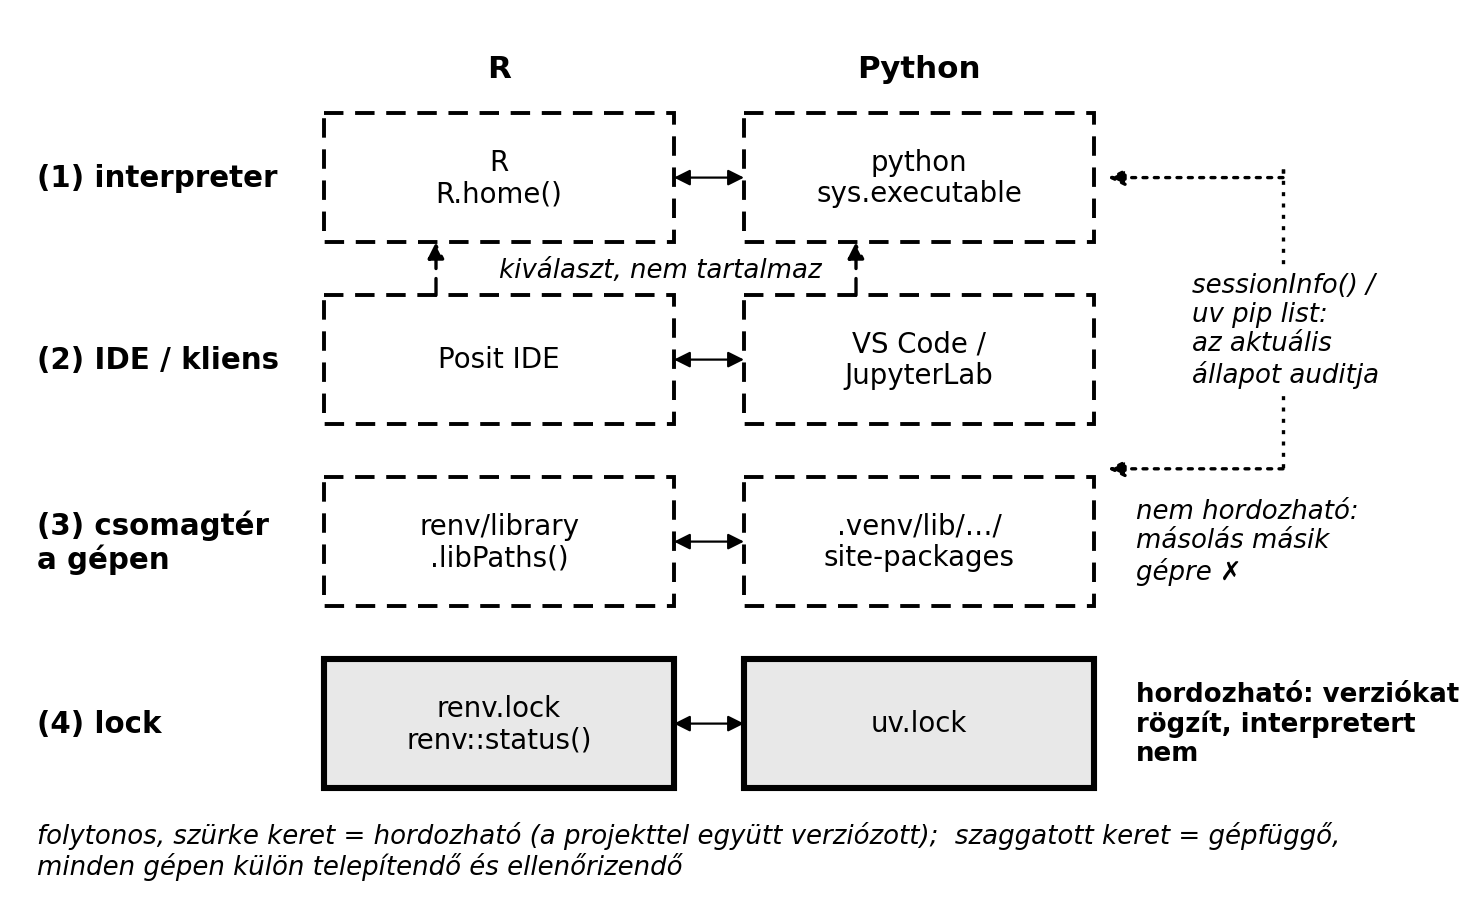 R
Python
(1) interpreter
R
R.home()
python
sys.executable
kiválaszt, nem tartalmaz
(2) IDE / kliens
Posit IDE
VS Code /
JupyterLab
sessionInfo() /
uv pip list:
az aktuális
állapot auditja
(3) csomagtér
a gépen
renv/library
.libPaths()
.venv/lib/.../
site-packages
nem hordozható:
másolás másik
gépre ✗
(4) lock
renv.lock
renv::status()
uv.lock
hordozható: verziókat
rögzít, interpretert
nem
folytonos, szürke keret = hordozható (a projekttel együtt verziózott);  szaggatott keret = gépfüggő,
minden gépen külön telepítendő és ellenőrizendő